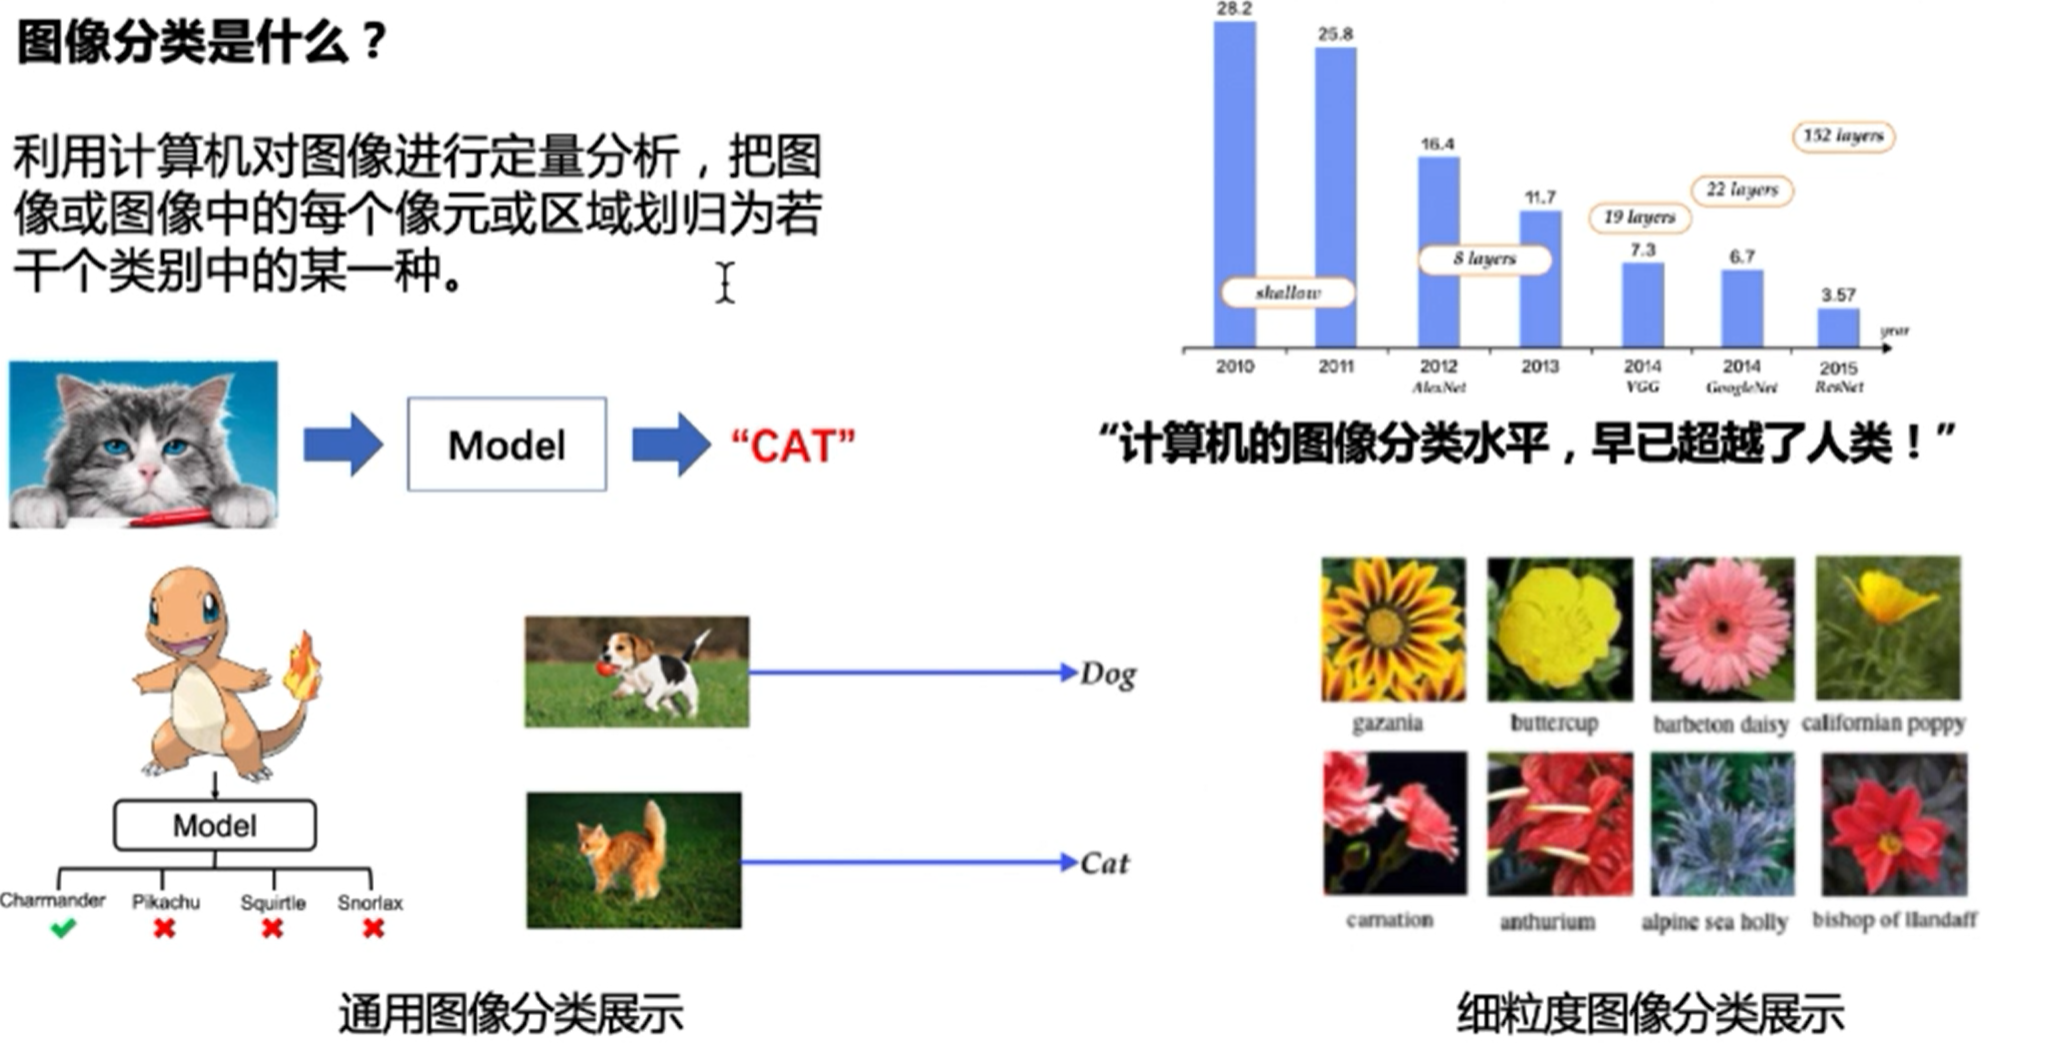 图像分类是什么？
利用计算机对图像进行定量分析，把图
像或图像中的每个像元或区域划归为若
干个类别中的某一种。
Model
“CAT”
28.2
25.8
16.4
11.7
7.3
6.7
3.57
shallow
8 layers
19 layers
22 layers
152 layers
year
2010
2011
2012
AlexNet
2013
2014
VGG
2014
GoogleNet
2015
ResNet
“计算机的图像分类水平，早已超越了人类！”
Model
Charmander
Pikachu
Squirtle
Snorlax
Dog
Cat
通用图像分类展示
gazania
buttercup
barbeton daisy
californian poppy
carnation
anthurium
alpine sea holly
bishop of llandaff
细粒度图像分类展示